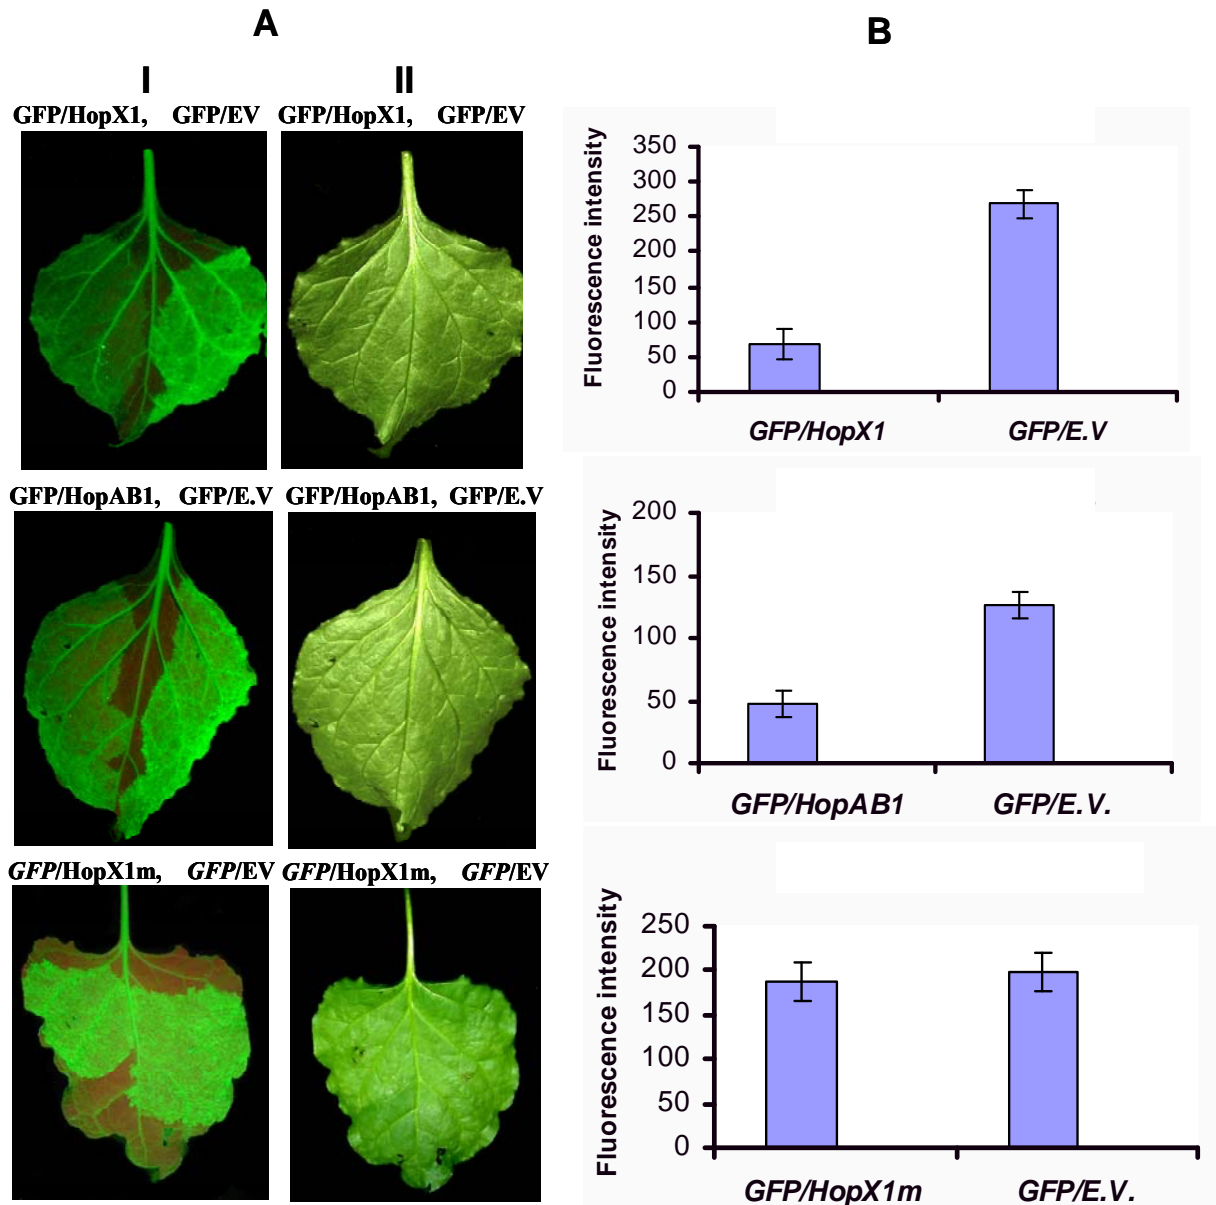 A
B
I
II
GFP/HopX1, GFP/EV
GFP/HopX1, GFP/EV
Fluorescence intensity
350
300
250
200
150
100
50
0
GFP/HopX1
GFP/E.V
GFP/HopAB1, GFP/E.V
GFP/HopAB1, GFP/E.V
Fluorescence intensity
200
150
100
50
0
GFP/HopAB1
GFP/E.V.
GFP/HopX1m, GFP/EV
GFP/HopX1m, GFP/EV
Fluorescence intensity
250
200
150
100
50
0
GFP/HopX1m
GFP/E.V.